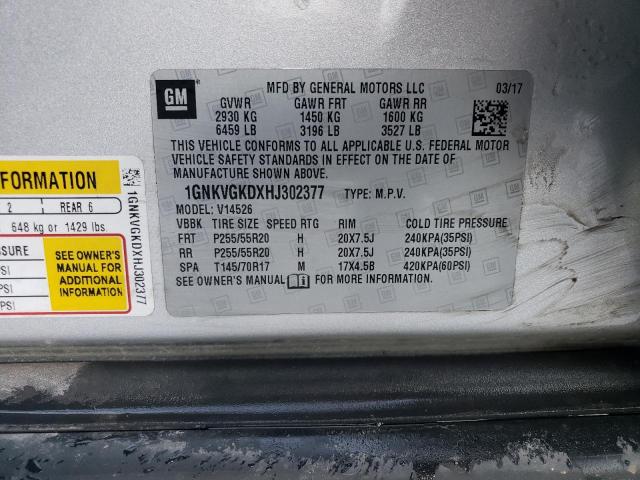 GM
MFD BY GENERAL MOTORS LLC 03/17
GVWR GAWR FRT GAWR RR
2930 KG 1450 KG 1600 KG
6459 LB 3196 LB 3527 LB
THIS VEHICLE CONFORMS TO ALL APPLICABLE U.S. FEDERAL MOTOR
VEHICLE SAFETY STANDARDS IN EFFECT ON THE DATE OF
MANUFACTURE SHOWN ABOVE.
1GNKVGKDXHJ302377 TYPE: M.P.V.
MODEL: V14526
VBBK TIRE SIZE SPEED RTG RIM COLD TIRE PRESSURE
FRT P255/55R20 H 20X7.5J 240KPA(35PSI)
RR P255/55R20 H 20X7.5J 240KPA(35PSI)
SPA T145/70R17 M 17X4.5B 420KPA(60PSI)
SEE OWNER'S MANUAL FOR MORE INFORMATION.
FORMATION
2 REAR 6
648 kg or 1429 lbs.
SSURE
PSI
PSI
PSI
SEE OWNER'S
MANUAL FOR
ADDITIONAL
INFORMATION
1GNKVGKDXHJ302377